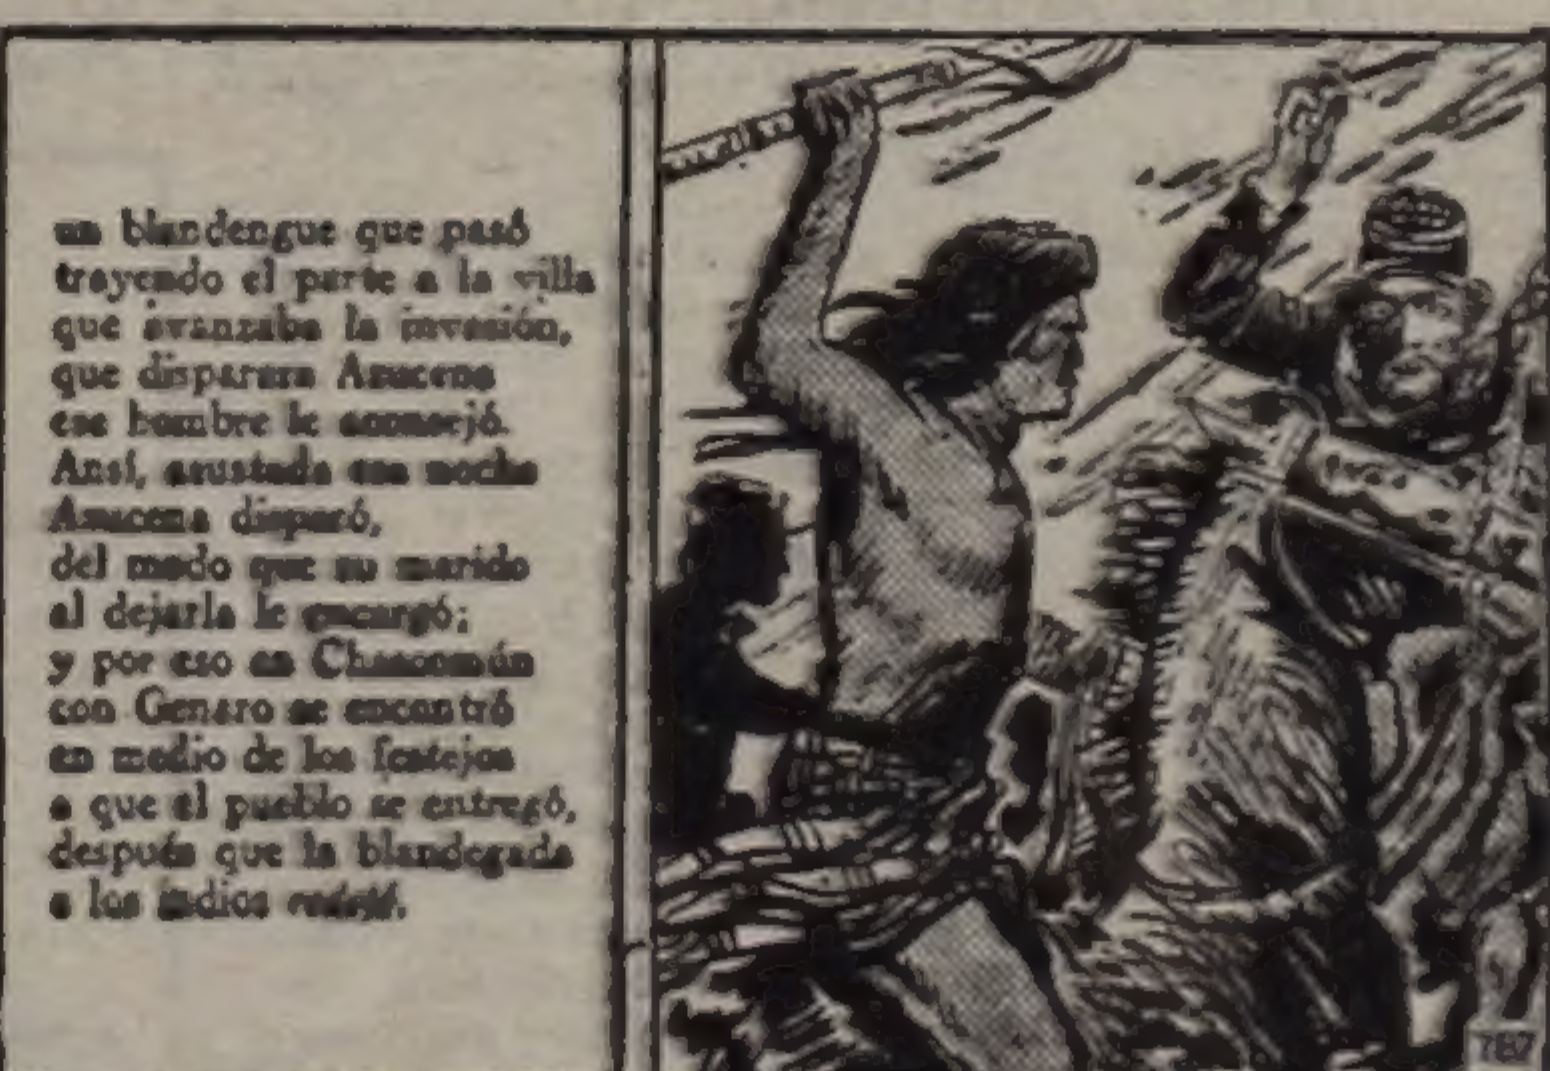 un blandengue que pasó
trayendo el parte a la villa
que avanzaba la invasión,
que disparara Azucena
ese hombre le aconsejó.
Ansí, asustada esa noche
Azucena disparó,
del modo que su marido
al dejarla le encargó;
y por eso en Chascomún
con Genaro se encontró
en medio de los festejos
a que el pueblo se entregó,
después que la blandegada
a los indios
787